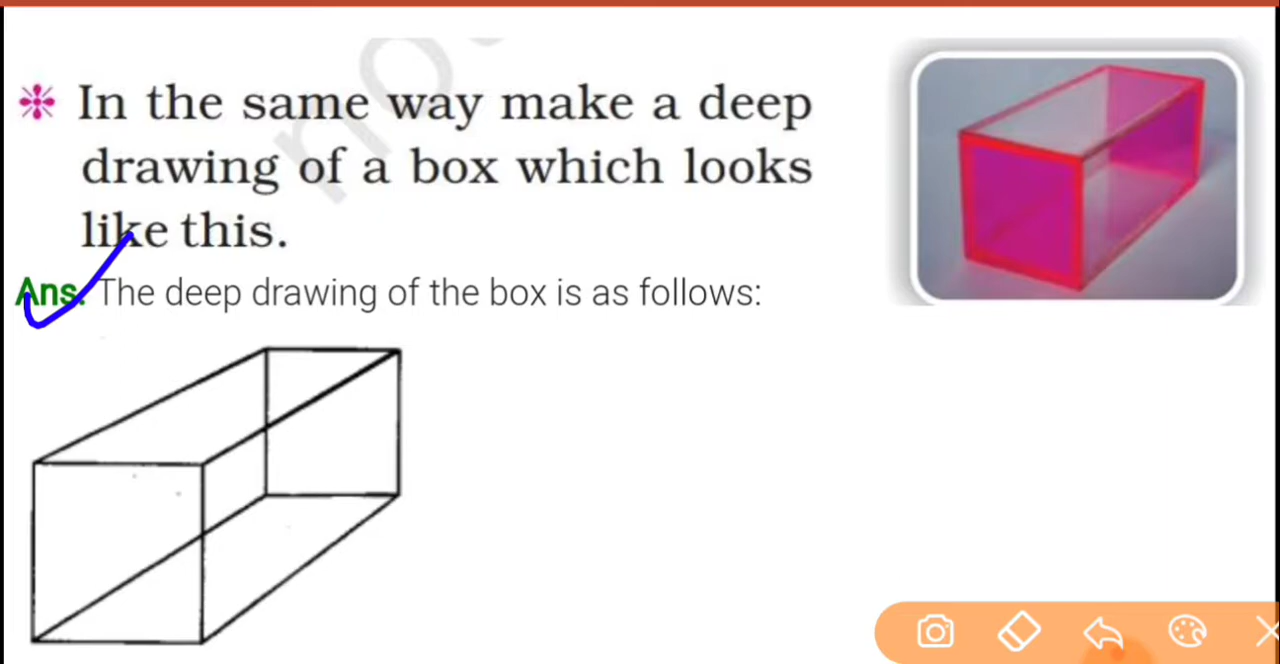 ❉ In the same way make a deep
drawing of a box which looks
like this.
Ans. The deep drawing of the box is as follows: